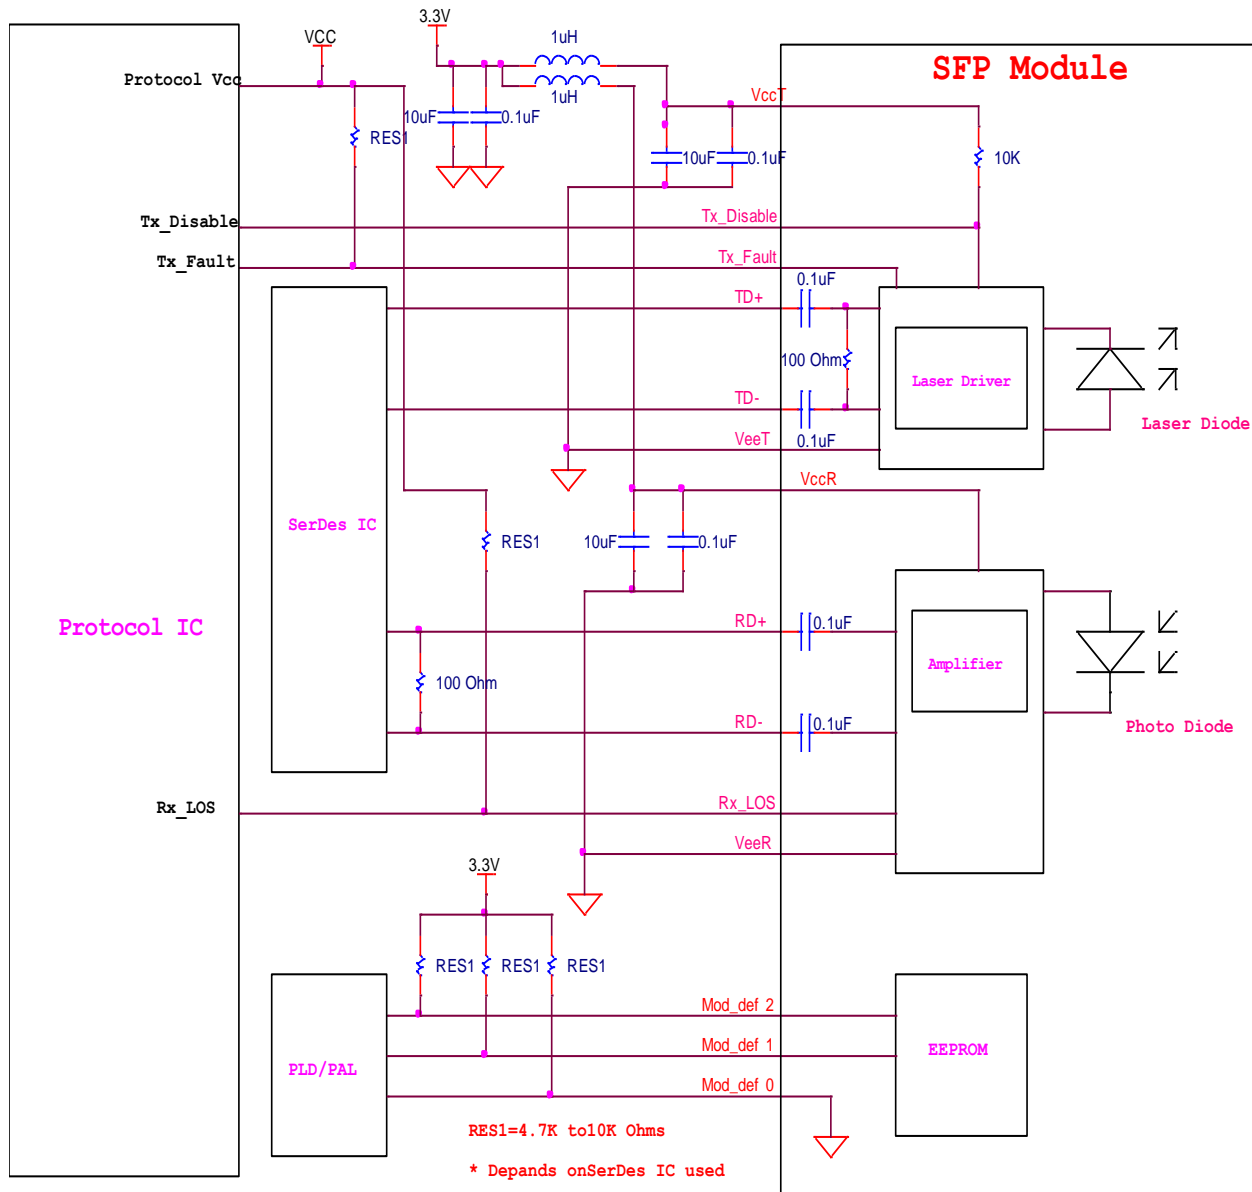 3.3V
VCC
1uH
SFP Module
Protocol Vcc
1uH
VccT
10uF
0.1uF
RES1
10uF
0.1uF
10K
Tx_Disable
Tx_Disable
Tx_Fault
Tx_Fault
0.1uF
TD+
100 Ohm
Laser Driver
TD-
Laser Diode
VeeT
0.1uF
VccR
SerDes IC
RES1
10uF
0.1uF
Protocol IC
RD+
0.1uF
Amplifier
100 Ohm
RD-
0.1uF
Photo Diode
Rx_LOS
Rx_LOS
VeeR
3.3V
RES1
RES1
RES1
Mod_def 2
Mod_def 1
EEPROM
PLD/PAL
Mod_def 0
RES1=4.7K to10K Ohms
* Depands onSerDes IC used